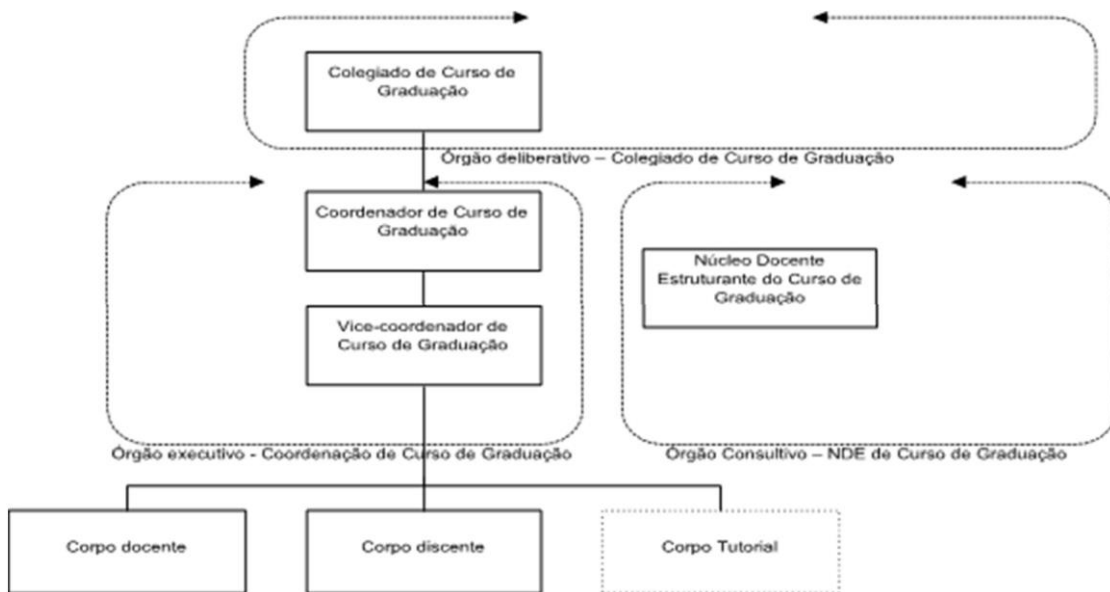 Colegiado de Curso de
Graduação
Órgão deliberativo – Colegiado de Curso de Graduação
Coordenador de Curso de
Graduação
Núcleo Docente
Estruturante do Curso de
Graduação
Vice-coordenador de
Curso de Graduação
Órgão executivo - Coordenação de Curso de Graduação
Órgão Consultivo – NDE de Curso de Graduação
Corpo docente
Corpo discente
Corpo Tutorial